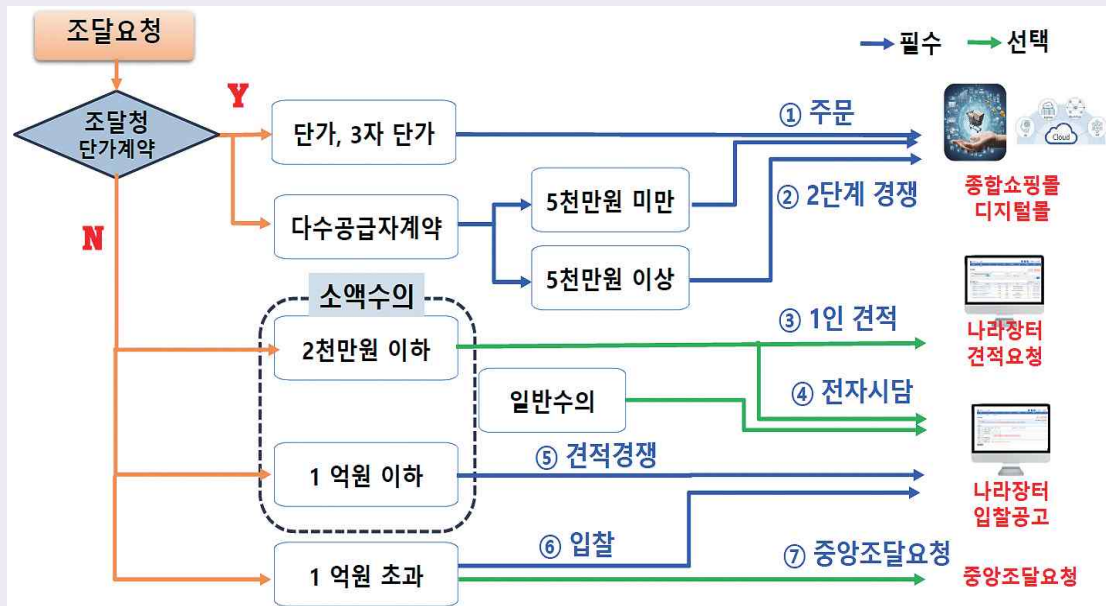 조달요청
필수
선택
조달청
단가계약
Y
N
단가, 3자 단가
① 주문
다수공급자계약
5천만원 미만
5천만원 이상
② 2단계 경쟁
Cloud
종합쇼핑몰
디지털몰
소액수의
2천만원 이하
③ 1인 견적
나라장터
견적요청
일반수의
④ 전자시담
1 억원 이하
⑤ 견적경쟁
나라장터
입찰공고
1 억원 초과
⑥ 입찰
⑦ 중앙조달요청
중앙조달요청